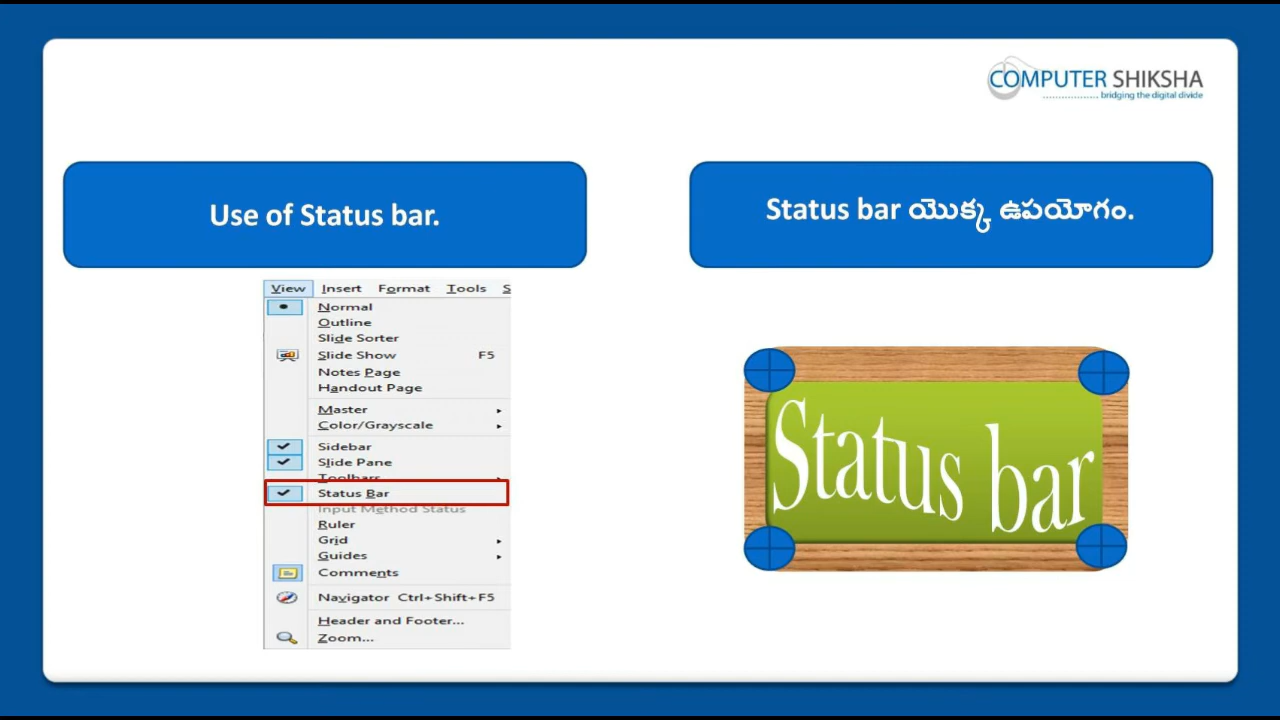 COMPUTER SHIKSHA
bridging the digital divide
Use of Status bar.
Status bar యొక్క ఉపయోగం.
View Insert Format Tools S
Normal
Outline
Slide Sorter
Slide Show F5
Notes Page
Handout Page
Master
Color/Grayscale
Sidebar
Slide Pane
Toolbars
Status Bar
Input Method Status
Ruler
Grid
Guides
Comments
Navigator Ctrl+Shift+F5
Header and Footer...
Zoom...
Status bar